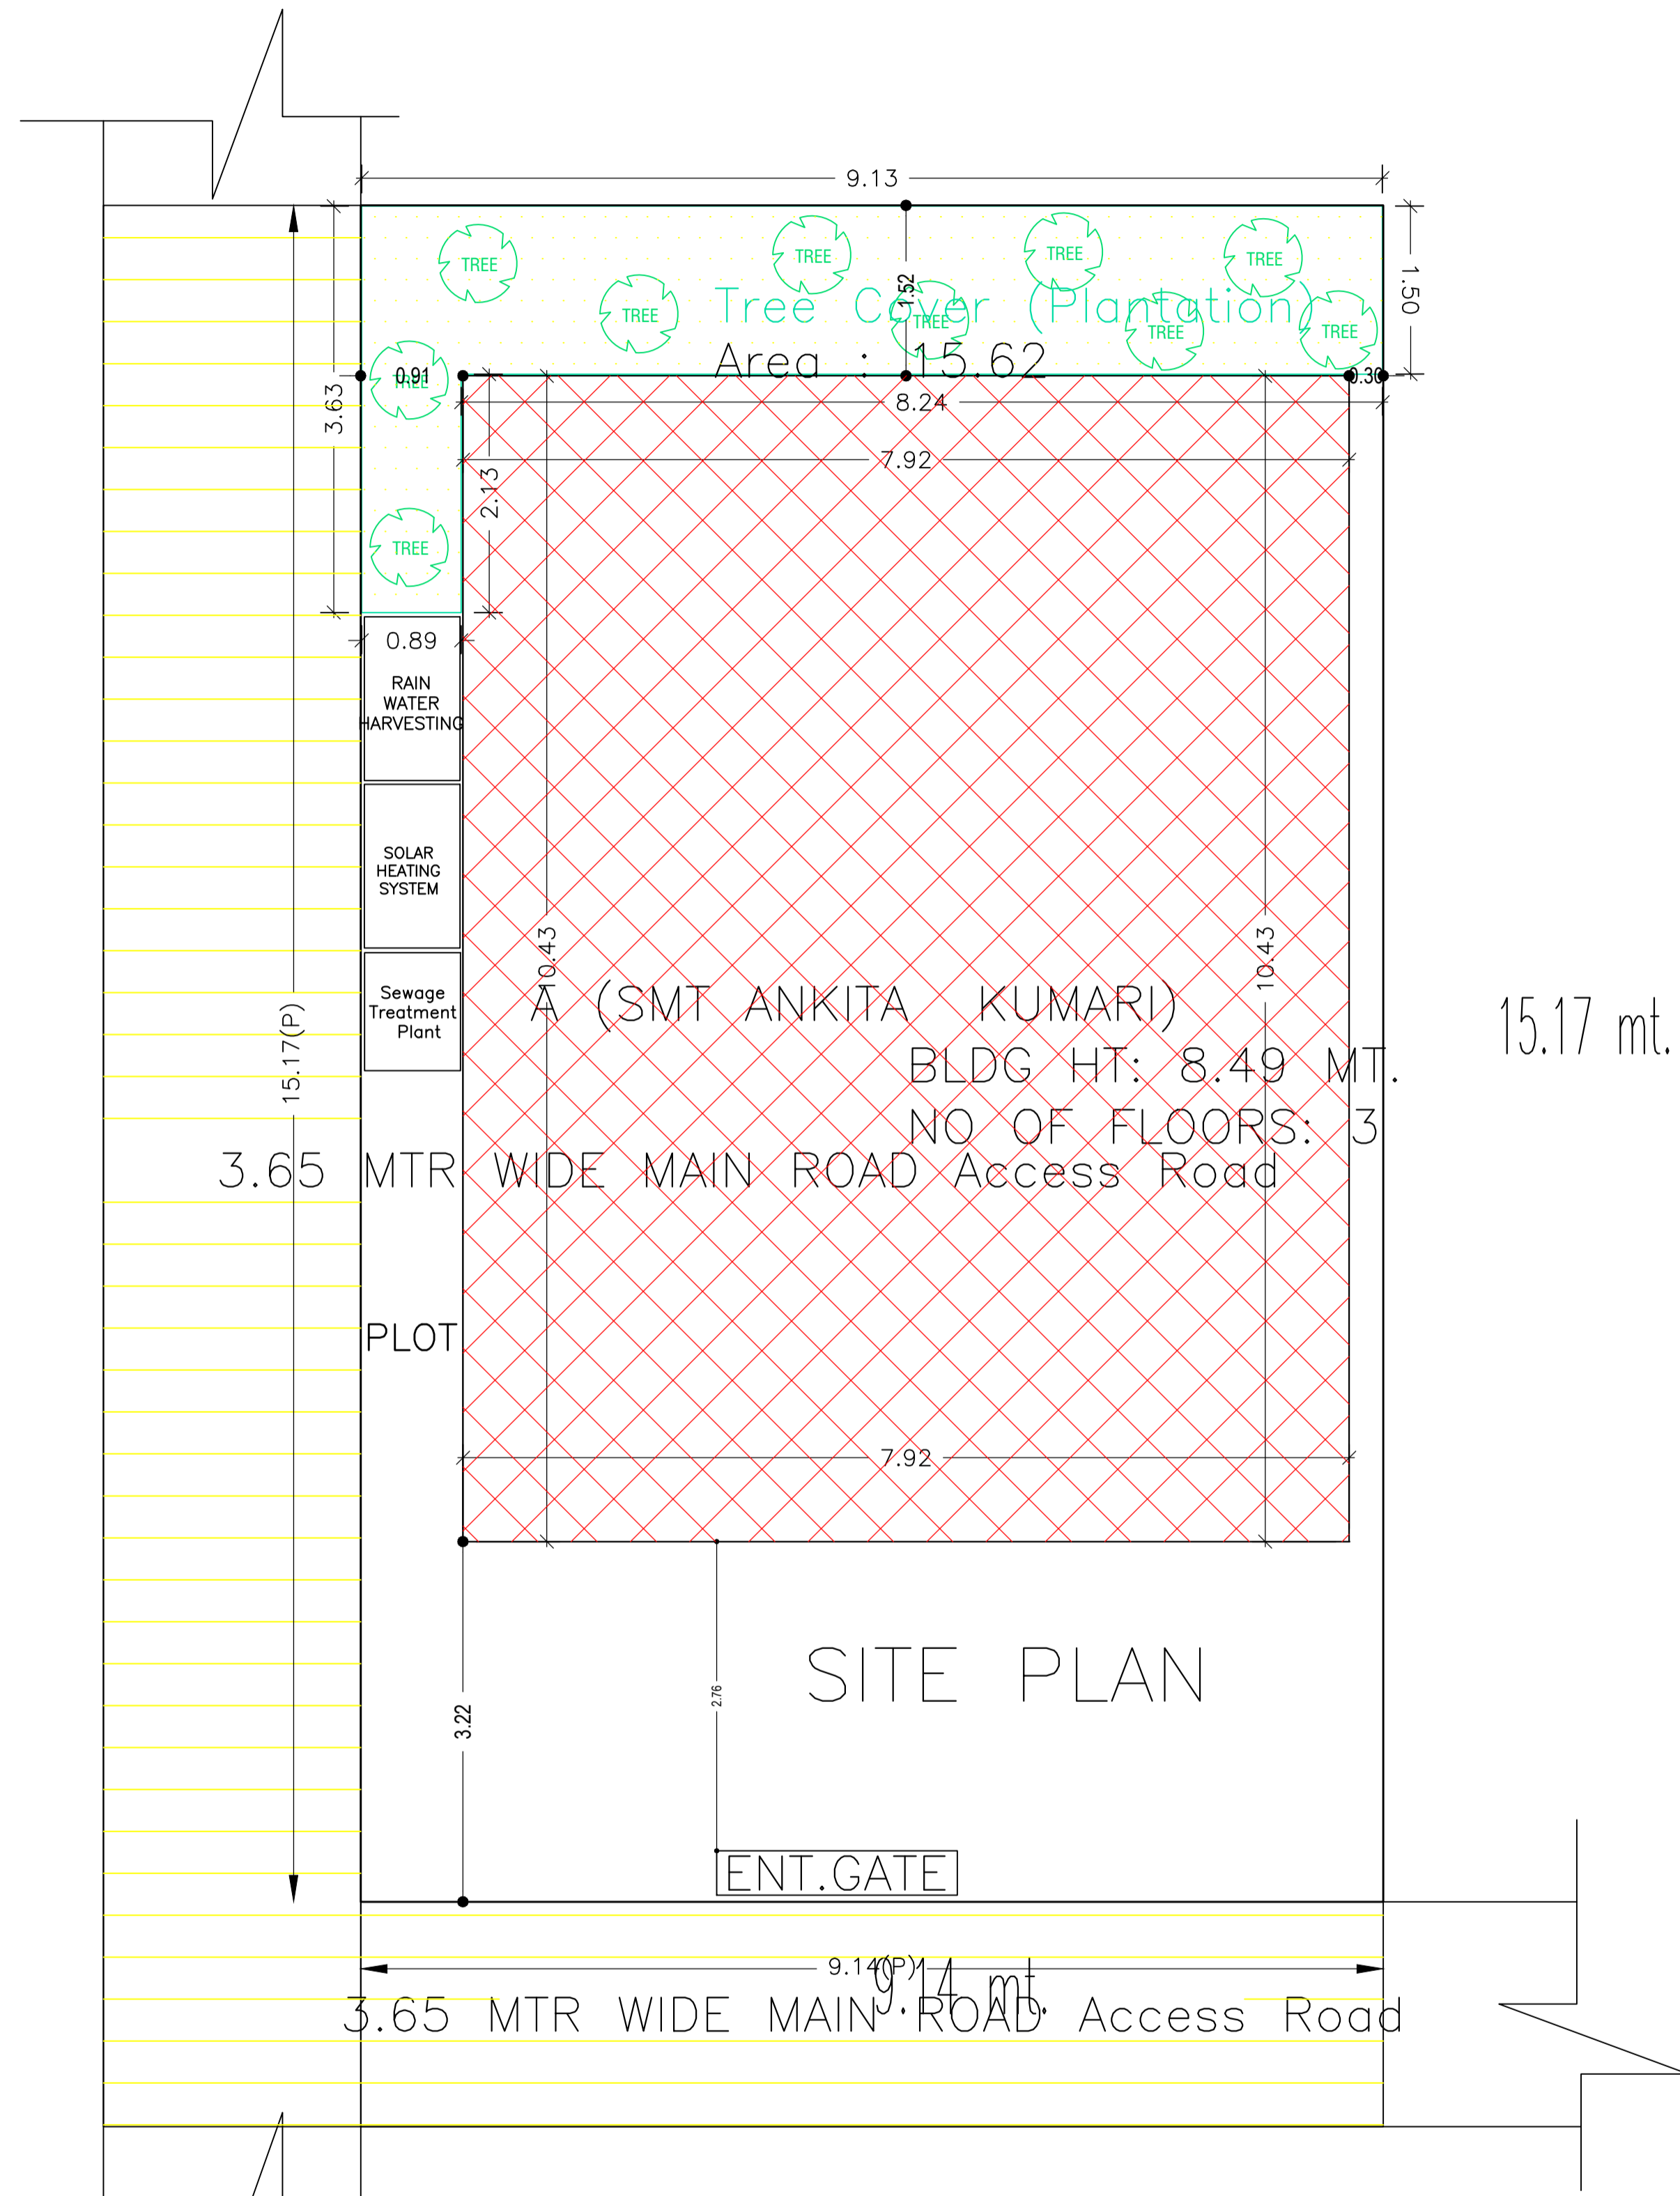 9.13
TREE
TREE
TREE
TREE
TREE
1.52
1.50
Tree Cover (Plantation)
TREE
TREE
TREE
Area : 15.62
TREE
0.91
0.30
3.63
8.24
7.92
2.13
TREE
0.89
RAIN
WATER
HARVESTING
SOLAR
HEATING
SYSTEM
10.43
10.43
Sewage
Treatment
Plant
A (SMT ANKITA KUMARI)
15.17(P)
15.17 mt.
BLDG HT: 8.49 MT.
NO OF FLOORS: 3
3.65 MTR WIDE MAIN ROAD Access Road
PLOT
7.92
SITE PLAN
2.76
3.22
ENT.GATE
9.14(P)
9.14 mt.
3.65 MTR WIDE MAIN ROAD Access Road